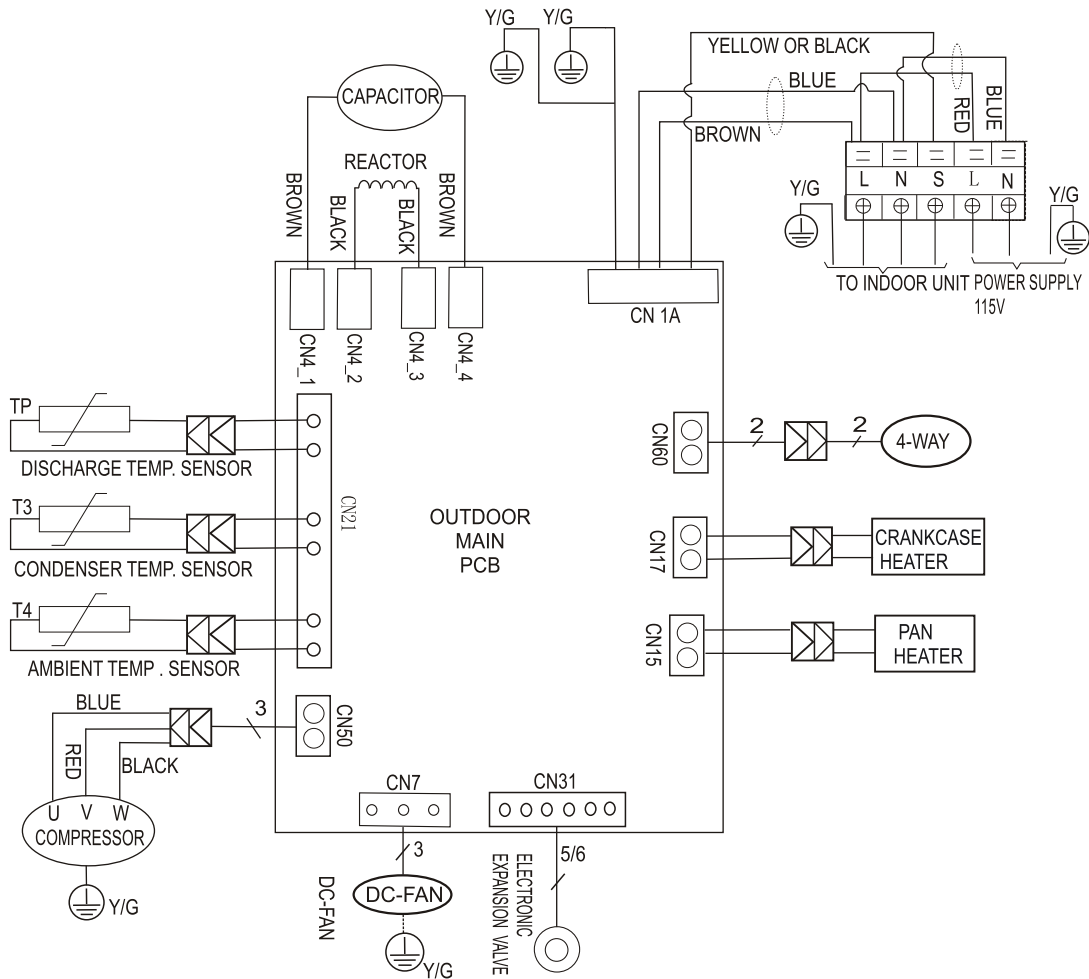 Y/G
Y/G
YELLOW OR BLACK
BLUE
BROWN
RED
BLUE
CAPACITOR
REACTOR
BROWN
BLACK
BLACK
BROWN
L N S L N
Y/G
Y/G
TO INDOOR UNIT
POWER SUPPLY
115V
CN 1A
CN4_1
CN4_2
CN4_3
CN4_4
TP
DISCHARGE TEMP. SENSOR
T3
CONDENSER TEMP. SENSOR
T4
AMBIENT TEMP . SENSOR
CN21
OUTDOOR
MAIN
PCB
CN60
2
2
4-WAY
CN17
CRANKCASE
HEATER
CN15
PAN
HEATER
BLUE
RED
BLACK
3
CN50
U V W
COMPRESSOR
Y/G
CN7
3
DC-FAN
DC-FAN
Y/G
CN31
5/6
ELECTRONIC
EXPANSION VALVE